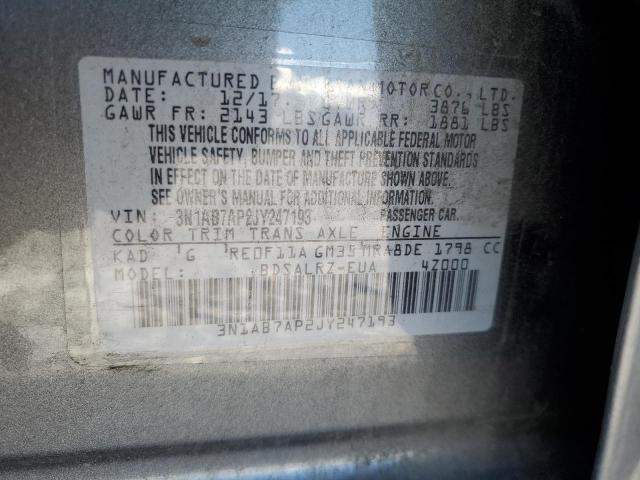 MANUFACTURED MOTOR CO., LTD.
DATE: 12/17 3876 LBS
GAWR FR: 2143 LBS GAWR RR: 1881 LBS
THIS VEHICLE CONFORMS TO ALL APPLICABLE FEDERAL MOTOR
VEHICLE SAFETY, BUMPER AND THEFT PREVENTION STANDARDS
IN EFFECT ON THE DATE OF MANUFACTURE SHOWN ABOVE.
SEE OWNER'S MANUAL FOR ADDITIONAL INFORMATION
VIN: 3N1AB7AP2JY247193 PASSENGER CAR
COLOR TRIM TRANS AXLE ENGINE
KAD G RE0F11A GM35 MRA8DE 1798 CC
MODEL: BDSALRZ-EUA 4Z000
3N1AB7AP2JY247193